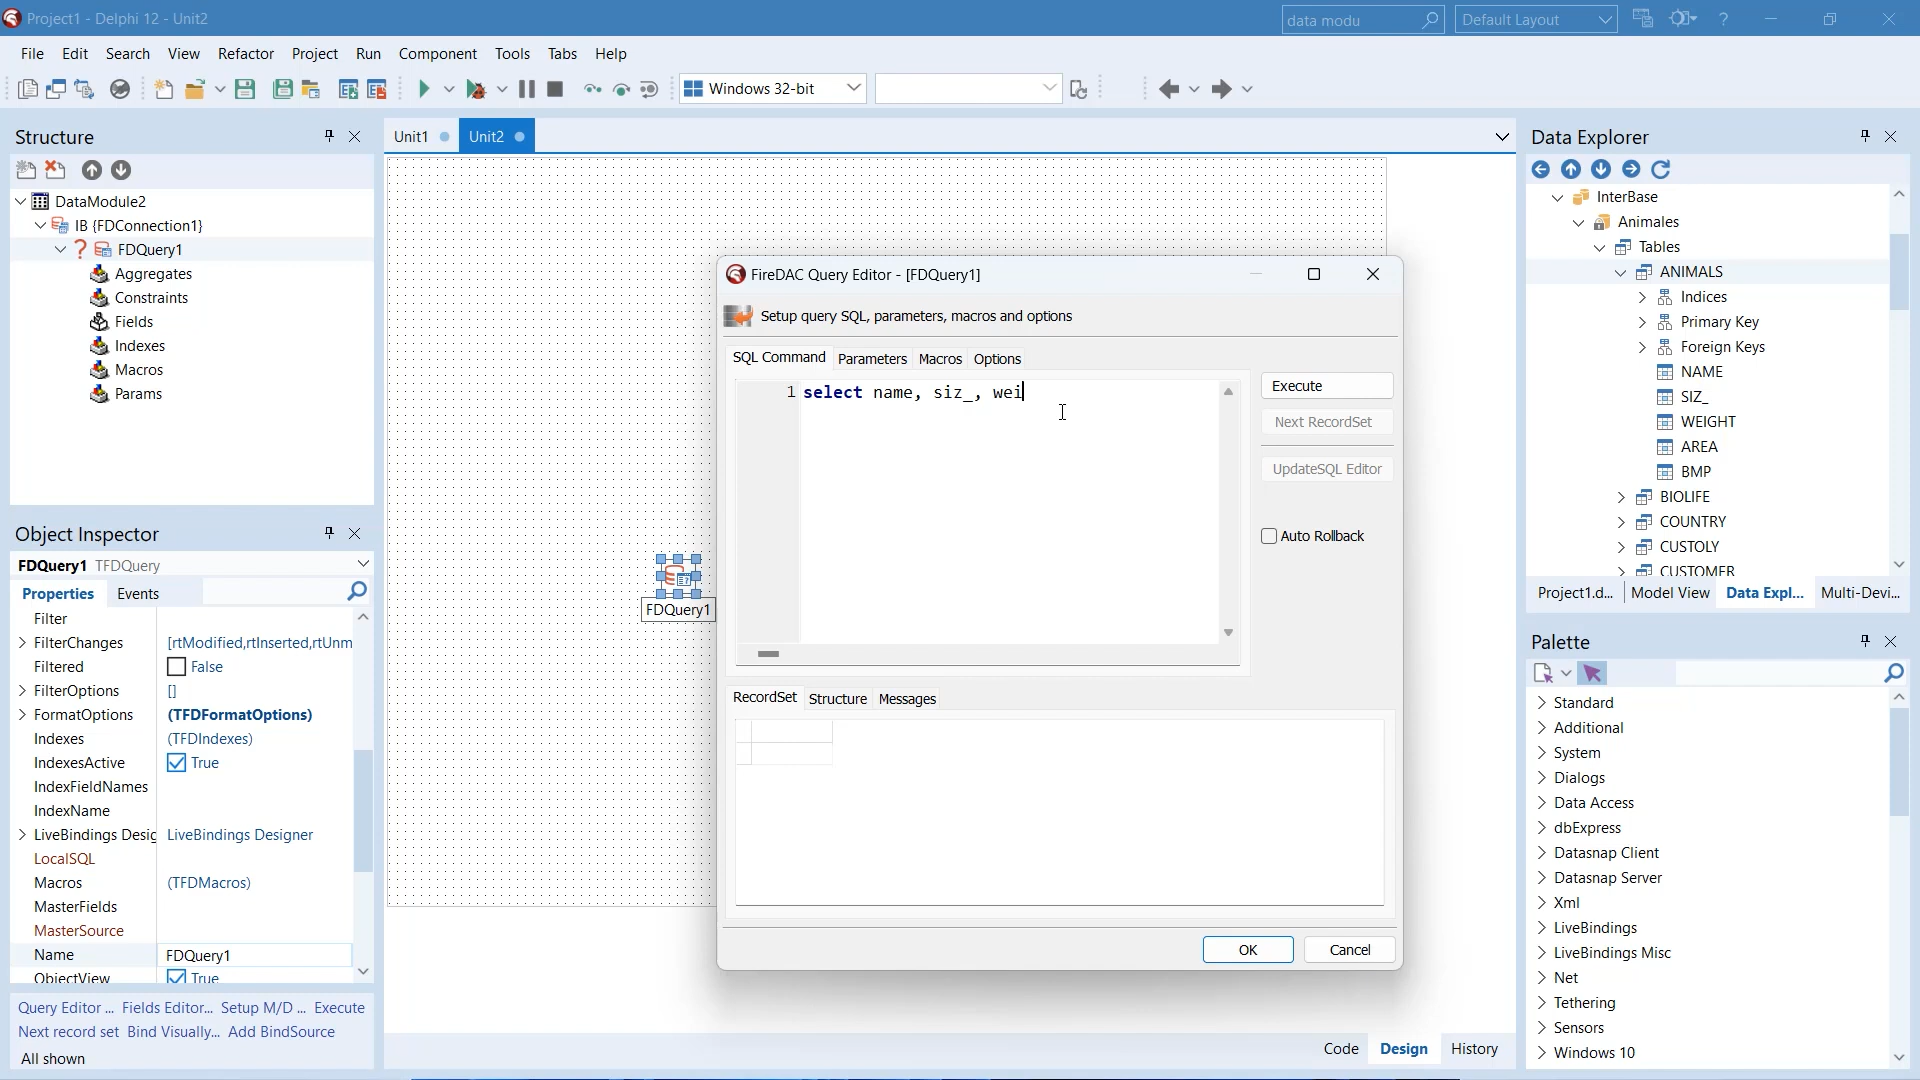 Project1 - Delphi 12 - Unit2
data modu
Default Layout
?
File Edit Search View Refactor Project Run Component Tools Tabs Help
Windows 32-bit
Structure
DataModule2
IB {FDConnection1}
FDQuery1
Aggregates
Constraints
Fields
Indexes
Macros
Params
Object Inspector
FDQuery1 TFDQuery
Properties Events
Filter
FilterChanges [rtModified,rtInserted,rtUnm
Filtered False
FilterOptions []
FormatOptions (TFDFormatOptions)
Indexes (TFDIndexes)
IndexesActive True
IndexFieldNames
IndexName
LiveBindings Desig LiveBindings Designer
LocalSQL
Macros (TFDMacros)
MasterFields
MasterSource
Name FDQuery1
ObjectView True
Query Editor ... Fields Editor... Setup M/D ... Execute
Next record set Bind Visually... Add BindSource
All shown
Unit1 Unit2
FDQuery1
FireDAC Query Editor - [FDQuery1]
Setup query SQL, parameters, macros and options
SQL Command Parameters Macros Options
1 select name, siz_, wei
Execute
Next RecordSet
UpdateSQL Editor
Auto Rollback
RecordSet Structure Messages
OK Cancel
Code Design History
Data Explorer
InterBase
Animales
Tables
ANIMALS
Indices
Primary Key
Foreign Keys
NAME
SIZ_
WEIGHT
AREA
BMP
BIOLIFE
COUNTRY
CUSTOLY
CUSTOMER
Project1.d... Model View Data Expl... Multi-Devi...
Palette
Standard
Additional
System
Dialogs
Data Access
dbExpress
Datasnap Client
Datasnap Server
Xml
LiveBindings
LiveBindings Misc
Net
Tethering
Sensors
Windows 10